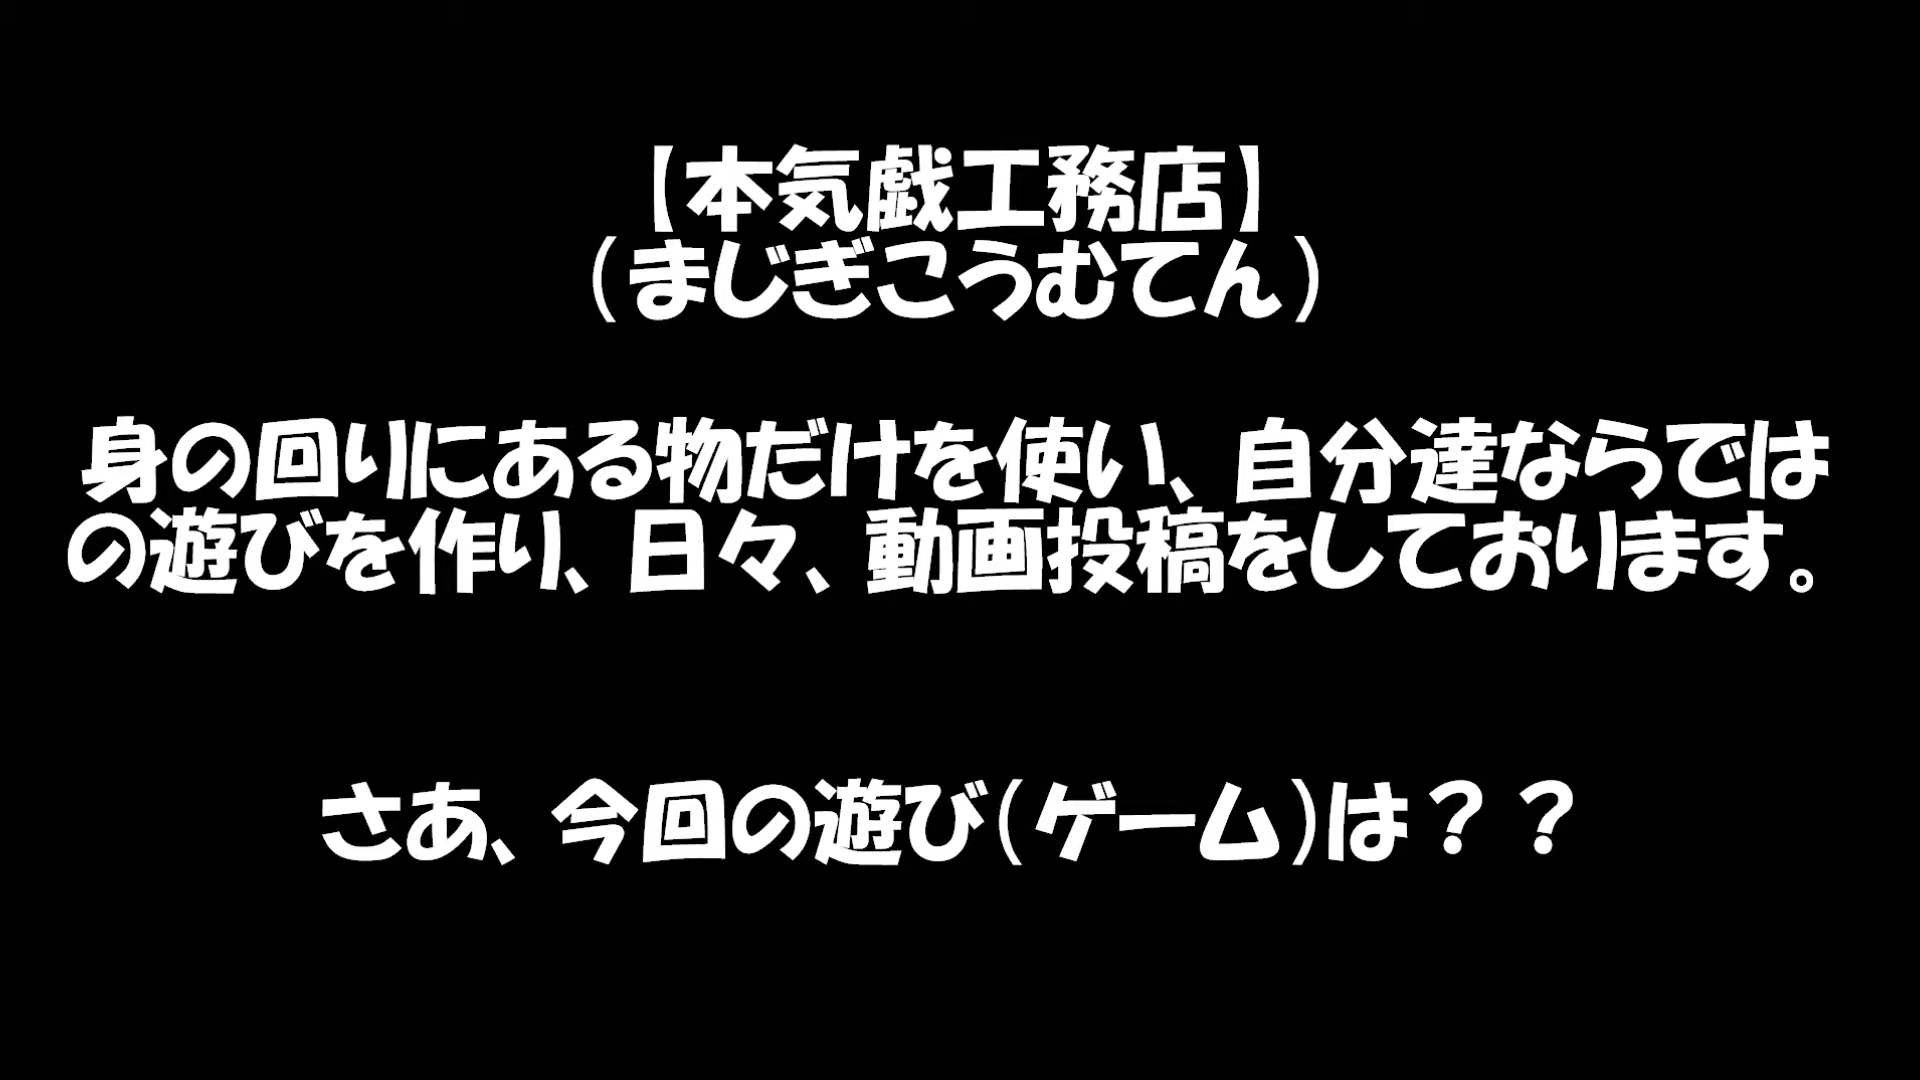 【本気戯工務店】
(まじぎこうむてん)
身の回りにある物だけを使い、自分達ならでは
の遊びを作り、日々、動画投稿をしております。
さあ、今回の遊び(ゲーム)は？？